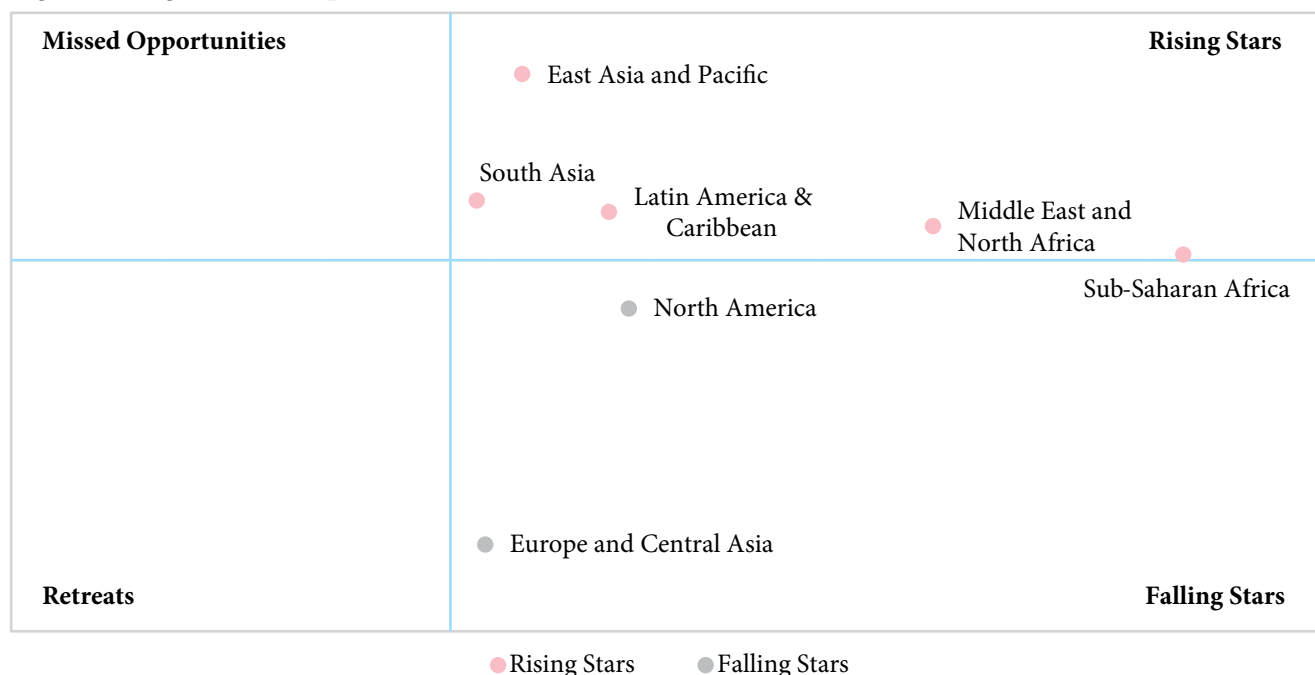 Missed Opportunities
Rising Stars
East Asia and Pacific
South Asia
Latin America &
Caribbean
Middle East and
North Africa
Sub-Saharan Africa
North America
Europe and Central Asia
Retreats
Falling Stars
Rising Stars
Falling Stars